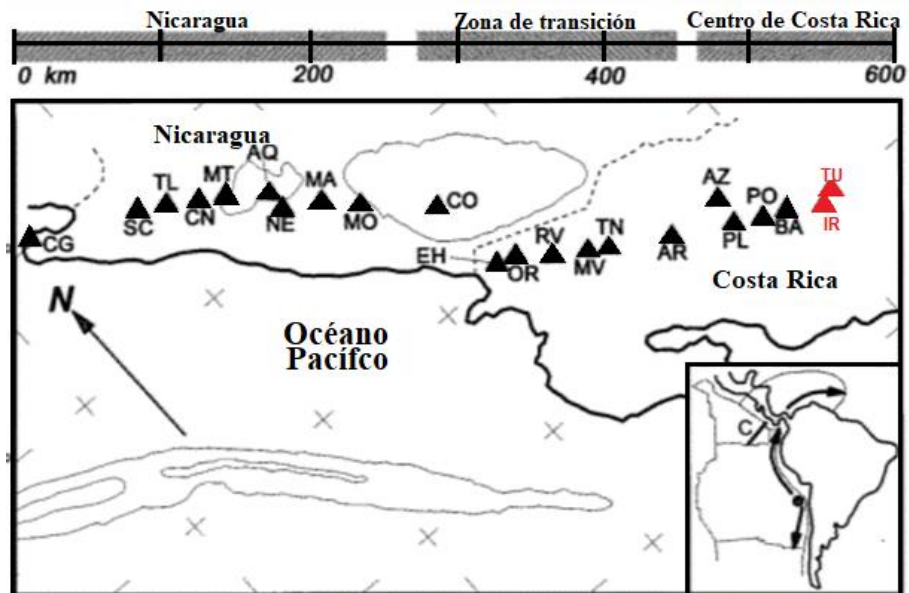 Nicaragua Zona de transición Centro de Costa Rica
0 km 200 400 600
Nicaragua
AQ
MT MA
TL
AZ PO TU
CN NE MO CO
SC
TN
PL BA IR
CG
EH OR RV MV AR
Costa Rica
N
Océano
Pacífco
C